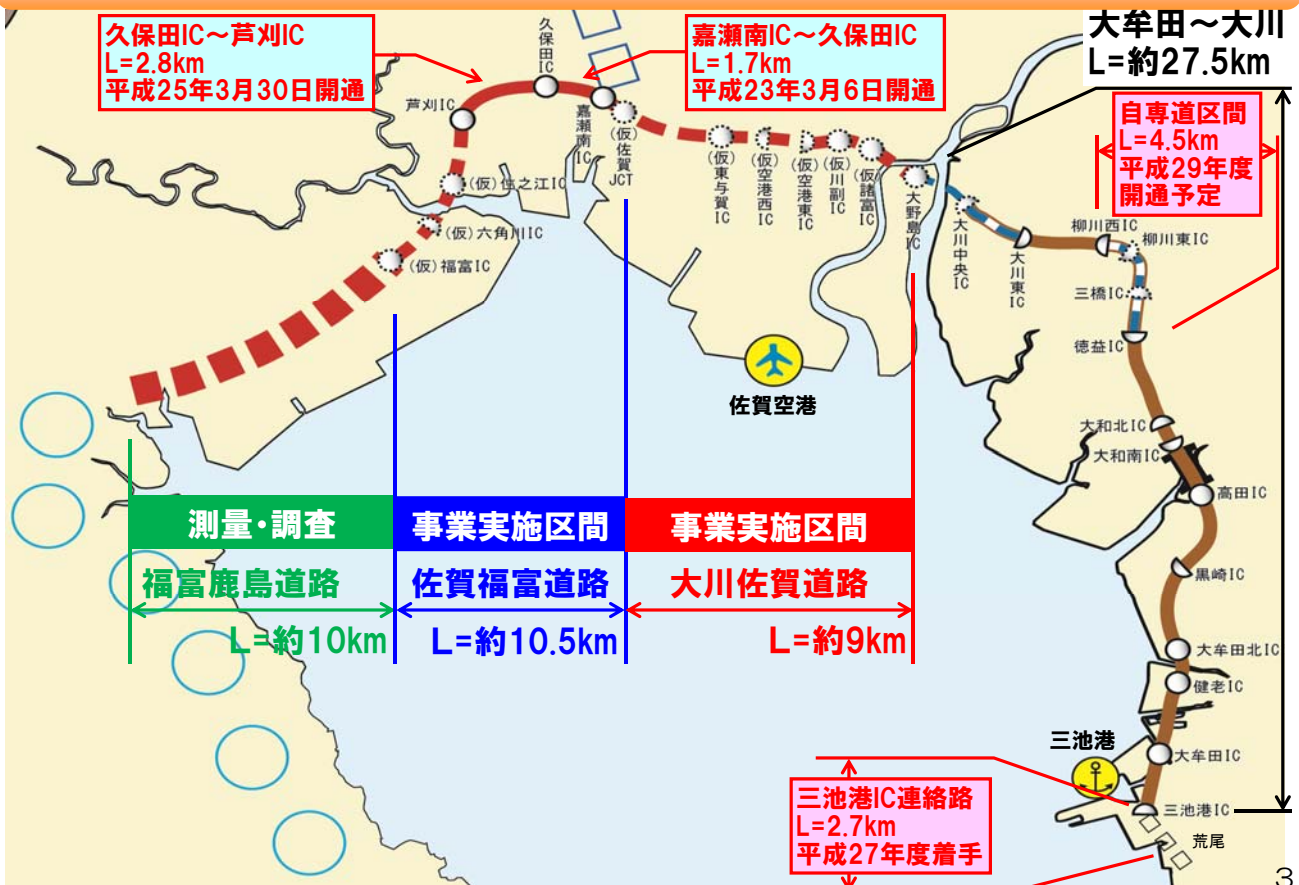 久保田IC～芦刈IC
L=2.8km
平成25年3月30日開通
久保田IC
嘉瀬南IC～久保田IC
L=1.7km
平成23年3月6日開通
大牟田～大川
L=約27.5km
自専道区間
L=4.5km
平成29年度
開通予定
芦刈IC
嘉瀬南IC
(仮)佐賀JCT
(仮)東与賀IC
(仮)空港西IC
(仮)空港東IC
(仮)川副IC
(仮)諸富IC
大野島IC
大川中央IC
大川東IC
柳川西IC
柳川東IC
三橋IC
徳益IC
(仮)住之江IC
(仮)六角川IC
(仮)福富IC
佐賀空港
大和北IC
大和南IC
高田IC
黒崎IC
大牟田北IC
健老IC
大牟田IC
三池港IC
荒尾
三池港
測量・調査
福富鹿島道路
L=約10km
事業実施区間
佐賀福富道路
L=約10.5km
事業実施区間
大川佐賀道路
L=約9km
三池港IC連絡路
L=2.7km
平成27年度着手
3